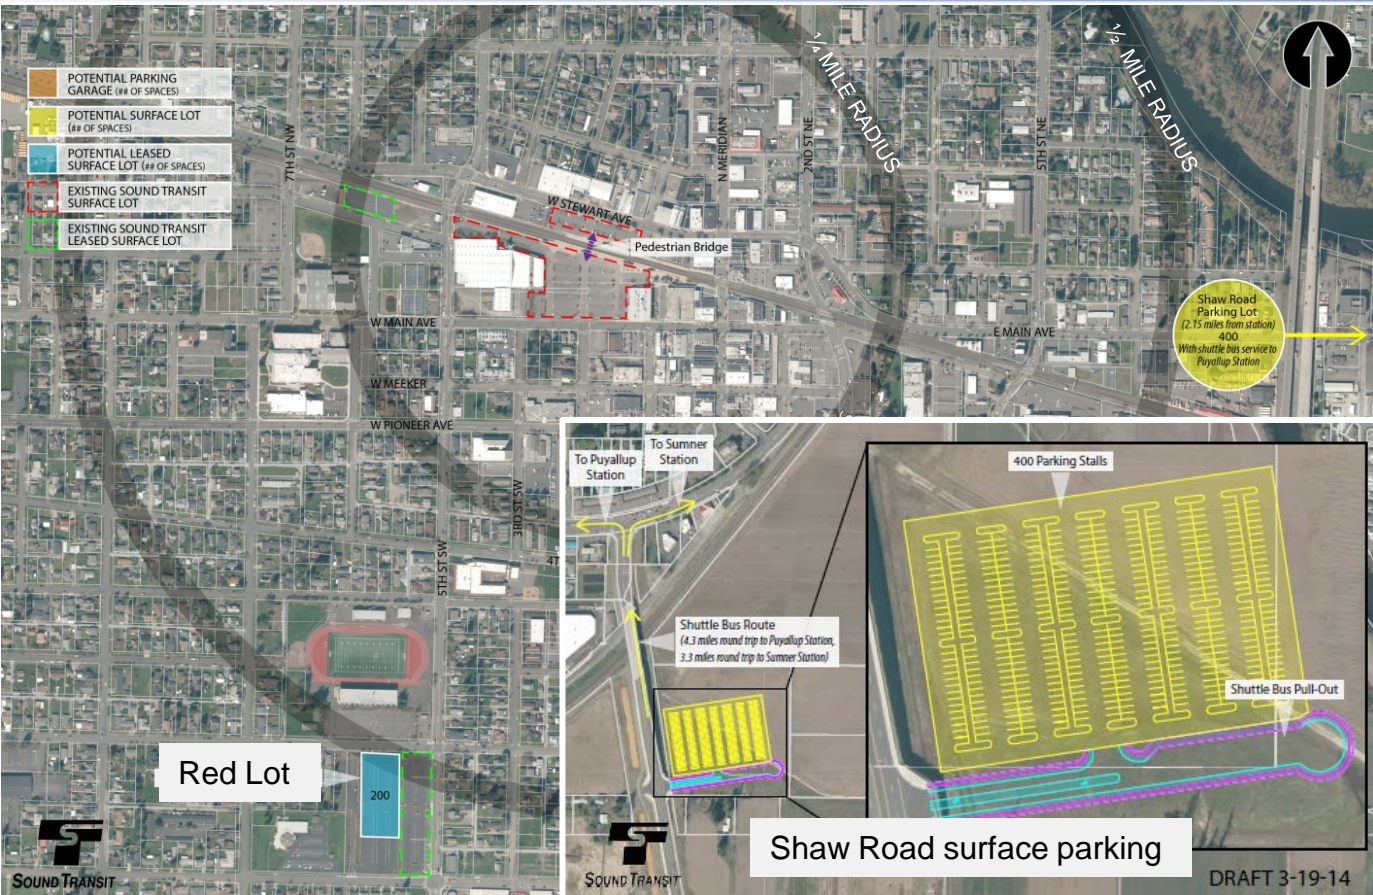 POTENTIAL PARKING
GARAGE (## OF SPACES)
POTENTIAL SURFACE LOT
(## OF SPACES)
POTENTIAL LEASED
SURFACE LOT (## OF SPACES)
EXISTING SOUND TRANSIT
SURFACE LOT
EXISTING SOUND TRANSIT
LEASED SURFACE LOT
7TH ST NW
N MERIDIAN
2ND ST NE
¼ MILE RADIUS
5TH ST NE
½ MILE RADIUS
W STEWART AVE
Pedestrian Bridge
W MAIN AVE
E MAIN AVE
Shaw Road
Parking Lot
(2.15 miles from station)
400
With shuttle bus service to
Puyallup Station
W MEEKER
W PIONEER AVE
3RD ST SW
5TH ST SW
4T
Red Lot
200
SOUND TRANSIT
To Puyallup
Station
To Sumner
Station
Shuttle Bus Route
(4.3 miles round trip to Puyallup Station,
3.3 miles round trip to Sumner Station)
400 Parking Stalls
Shuttle Bus Pull-Out
Shaw Road surface parking
SOUND TRANSIT
DRAFT 3-19-14